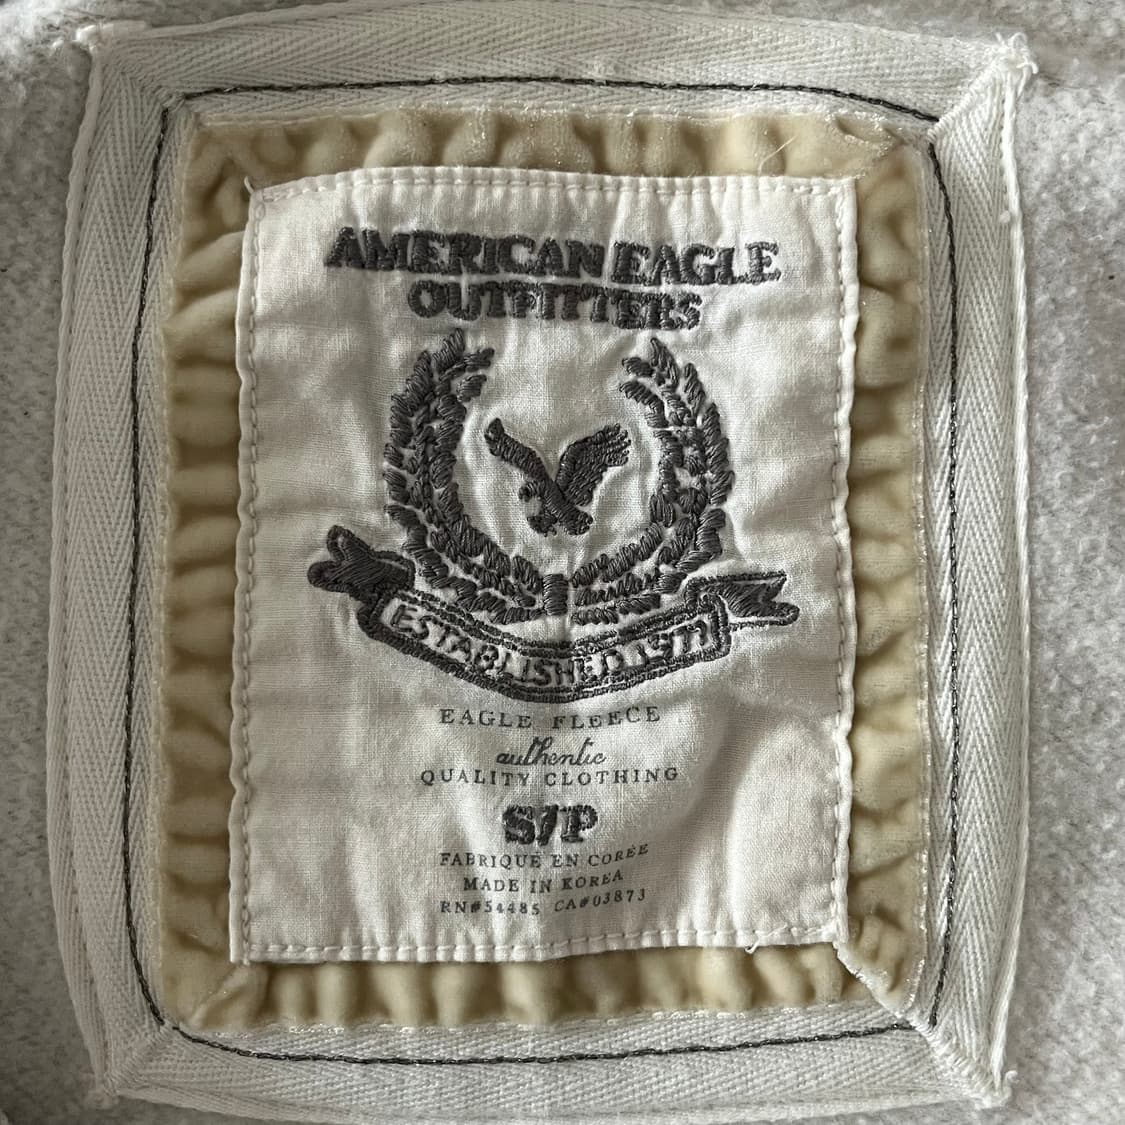 AMERICAN EAGLE
OUTFITTERS
ESTABLISHED 1977
EAGLE FLEECE
authentic
QUALITY CLOTHING
S/P
FABRIQUÉ EN CORÉE
MADE IN KOREA
RN#54485 CA#03873